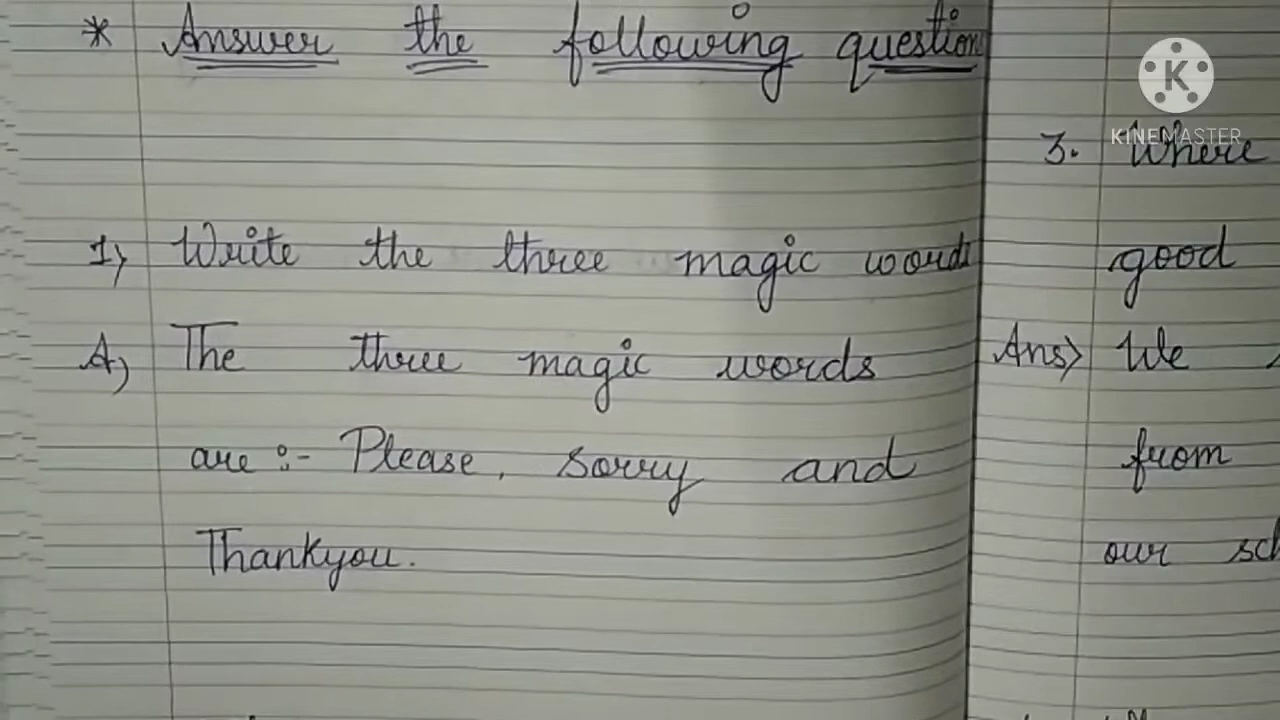 * Answer the following question
1) Write the three magic words
A) The three magic words
are :- Please, sorry and
Thankyou.
K
KINEMASTER
3. Where
good
Ans) We
from
our sch